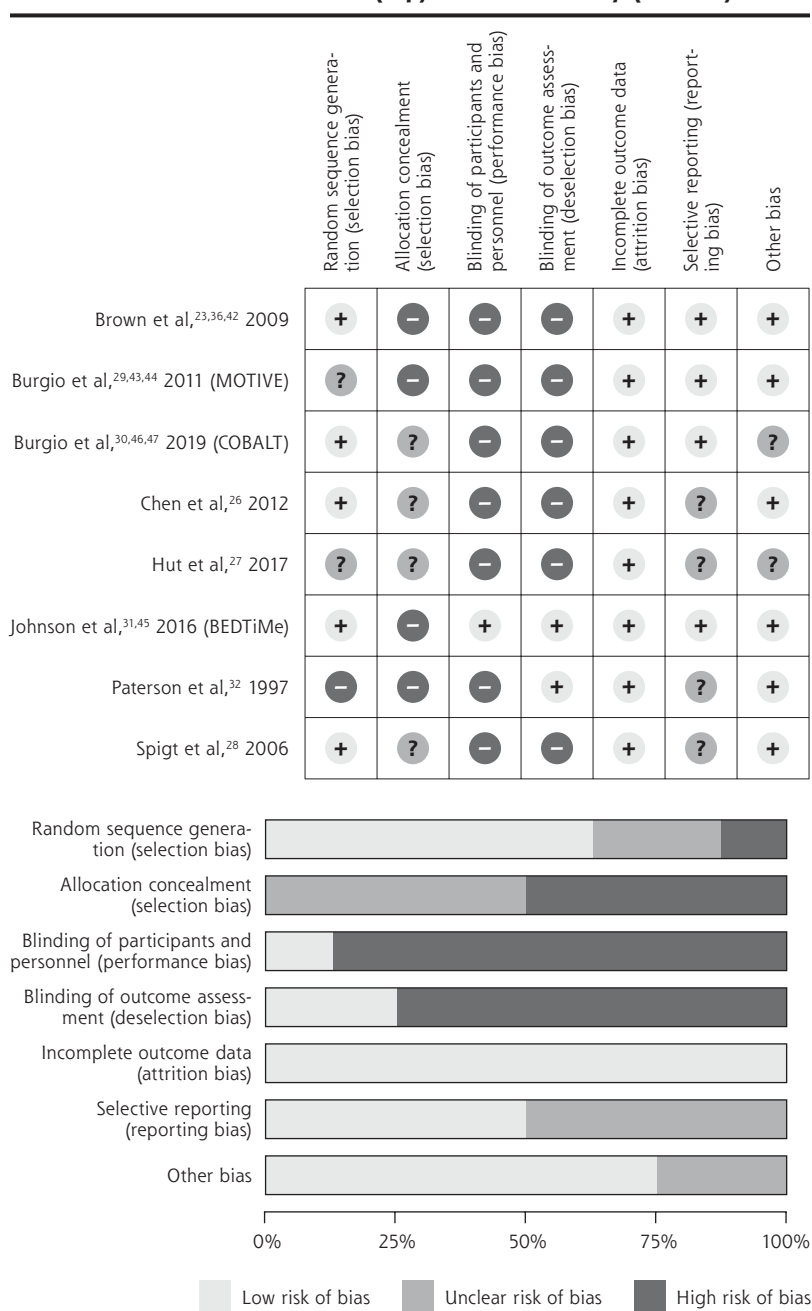 Random sequence genera-
tion (selection bias)
Allocation concealment
(selection bias)
Blinding of participants and
personnel (performance bias)
Blinding of outcome assess-
ment (deselection bias)
Incomplete outcome data
(attrition bias)
Selective reporting (report-
ing bias)
Other bias
Brown et al,23,36,42 2009 + − − − + + +
Burgio et al,29,43,44 2011 (MOTIVE) ? − − − + + +
Burgio et al,30,46,47 2019 (COBALT) + ? − − + + ?
Chen et al,26 2012 + ? − − + ? +
Hut et al,27 2017 ? ? − − + ? ?
Johnson et al,31,45 2016 (BEDTiMe) + − + + + + +
Paterson et al,32 1997 − − − + + ? +
Spigt et al,28 2006 + ? − − + ? +
Random sequence genera-
tion (selection bias)
Allocation concealment
(selection bias)
Blinding of participants and
personnel (performance bias)
Blinding of outcome assess-
ment (deselection bias)
Incomplete outcome data
(attrition bias)
Selective reporting
(reporting bias)
Other bias
0% 25% 50% 75% 100%
Low risk of bias Unclear risk of bias High risk of bias